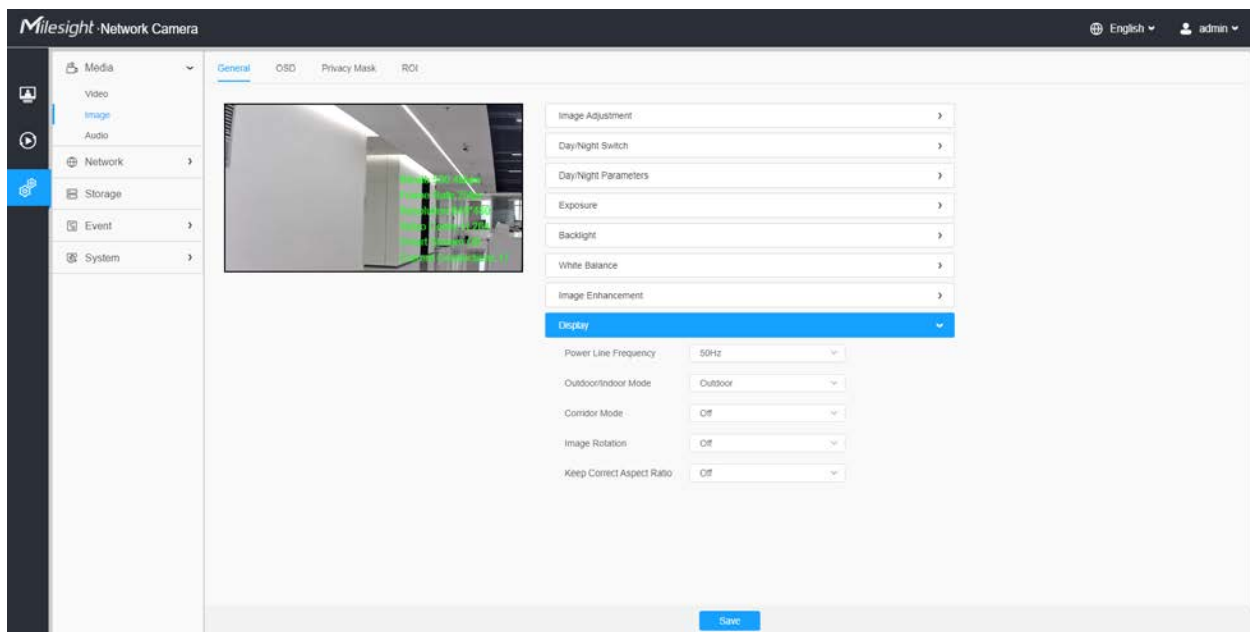 Milesight · Network Camera
English
admin
Media
Video
Image
Audio
Network
Storage
Event
System
General OSD Privacy Mask ROI
Image Adjustment
Day/Night Switch
Day/Night Parameters
Exposure
Backlight
White Balance
Image Enhancement
Display
Power Line Frequency 50Hz
Outdoor/Indoor Mode Outdoor
Corridor Mode Off
Image Rotation Off
Keep Correct Aspect Ratio Off
Save